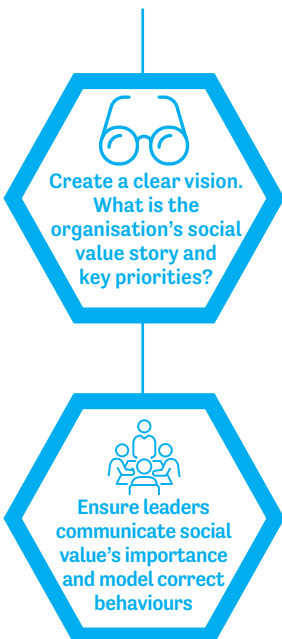 Create a clear vision.
What is the
organisation's social
value story and
key priorities?
Ensure leaders
communicate social
value's importance
and model correct
behaviours